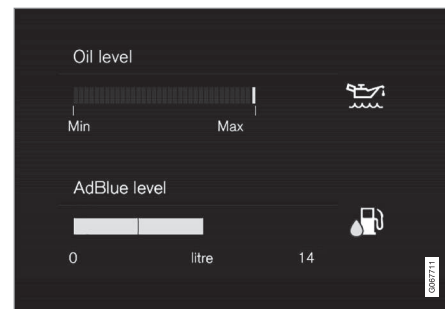 Oil level
Min Max
AdBlue level
0 litre 14
G067711